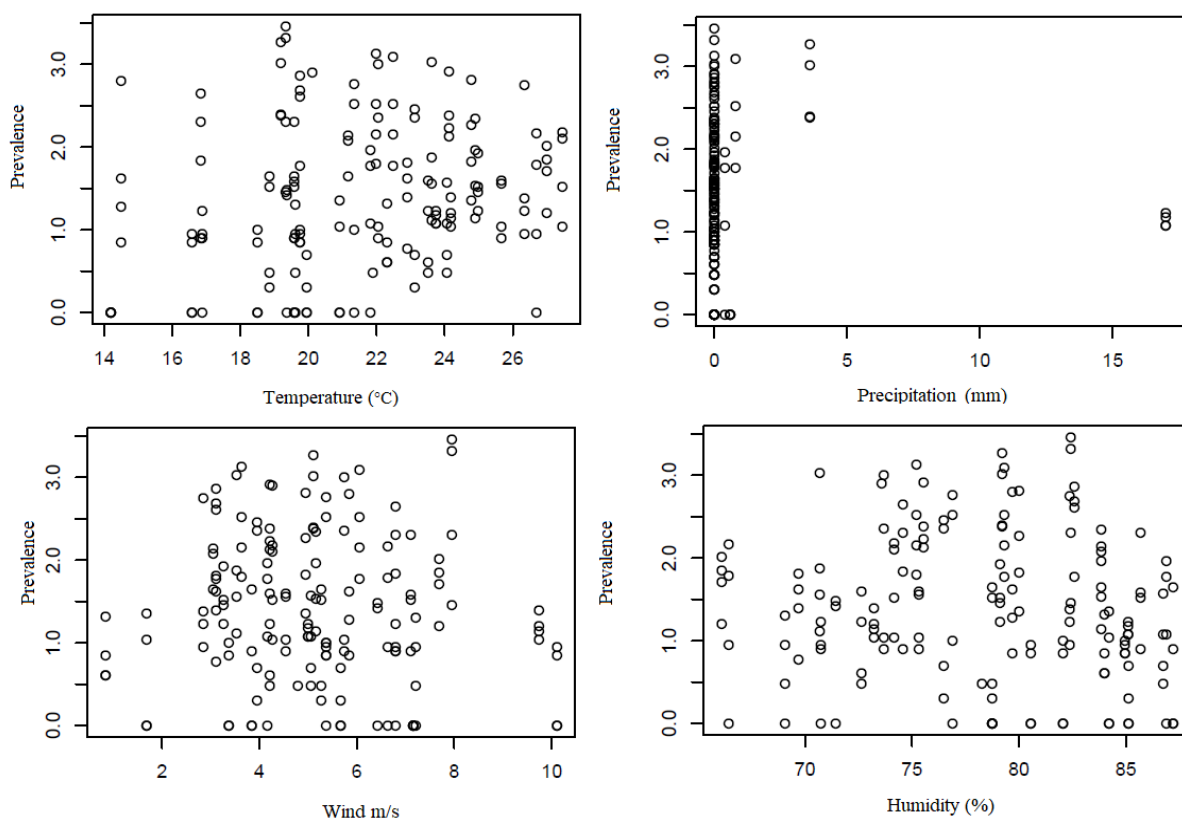 Prevalence
0.0 1.0 2.0 3.0
14 16 18 20 22 24 26
Temperature (°C)
Prevalence
0.0 1.0 2.0 3.0
0 5 10 15
Precipitation (mm)
Prevalence
0.0 1.0 2.0 3.0
2 4 6 8 10
Wind m/s
Prevalence
0.0 1.0 2.0 3.0
70 75 80 85
Humidity (%)